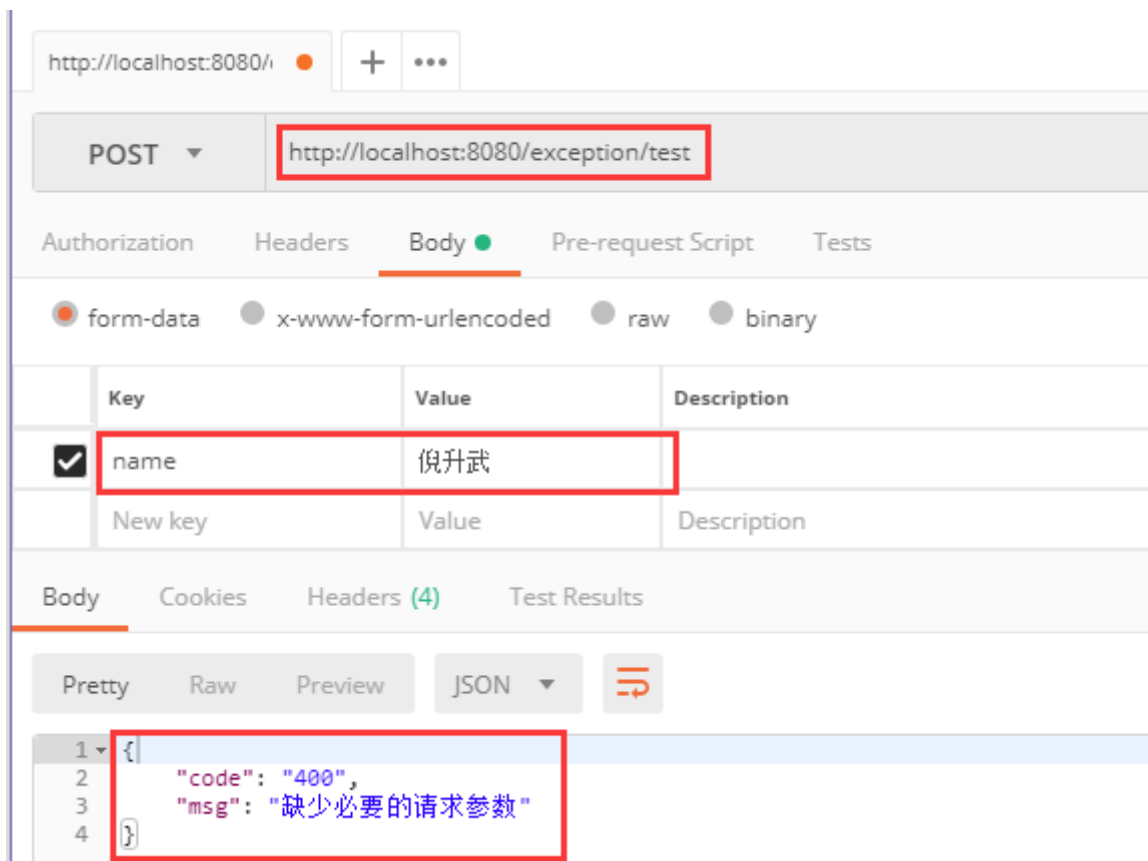 http://localhost:8080/
POST http://localhost:8080/exception/test
Authorization Headers Body Pre-request Script Tests
form-data x-www-form-urlencoded raw binary
Key Value Description
name 倪升武
New key Value Description
Body Cookies Headers (4) Test Results
Pretty Raw Preview JSON
1 {
2 "code": "400",
3 "msg": "缺少必要的请求参数"
4 }